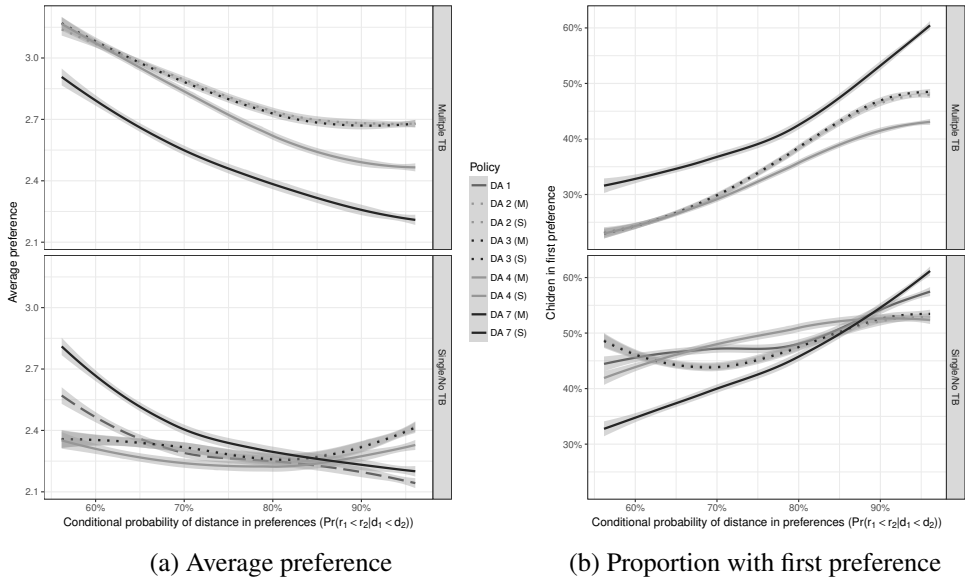 3.0
2.7
2.4
2.1
Multiple TB
3.0
2.7
2.4
2.1
Single/No TB
60%
70%
80%
90%
Average preference
Conditional probability of distance in preferences (Pr(r₁ < r₂|d₁ < d₂))
Policy
DA 1
DA 2 (M)
DA 2 (S)
DA 3 (M)
DA 3 (S)
DA 4 (M)
DA 4 (S)
DA 7 (M)
DA 7 (S)
60%
50%
40%
30%
Multiple TB
60%
50%
40%
30%
Single/No TB
60%
70%
80%
90%
Chidren in first preference
Conditional probability of distance in preferences (Pr(r₁ < r₂|d₁ < d₂))
(a) Average preference
(b) Proportion with first preference